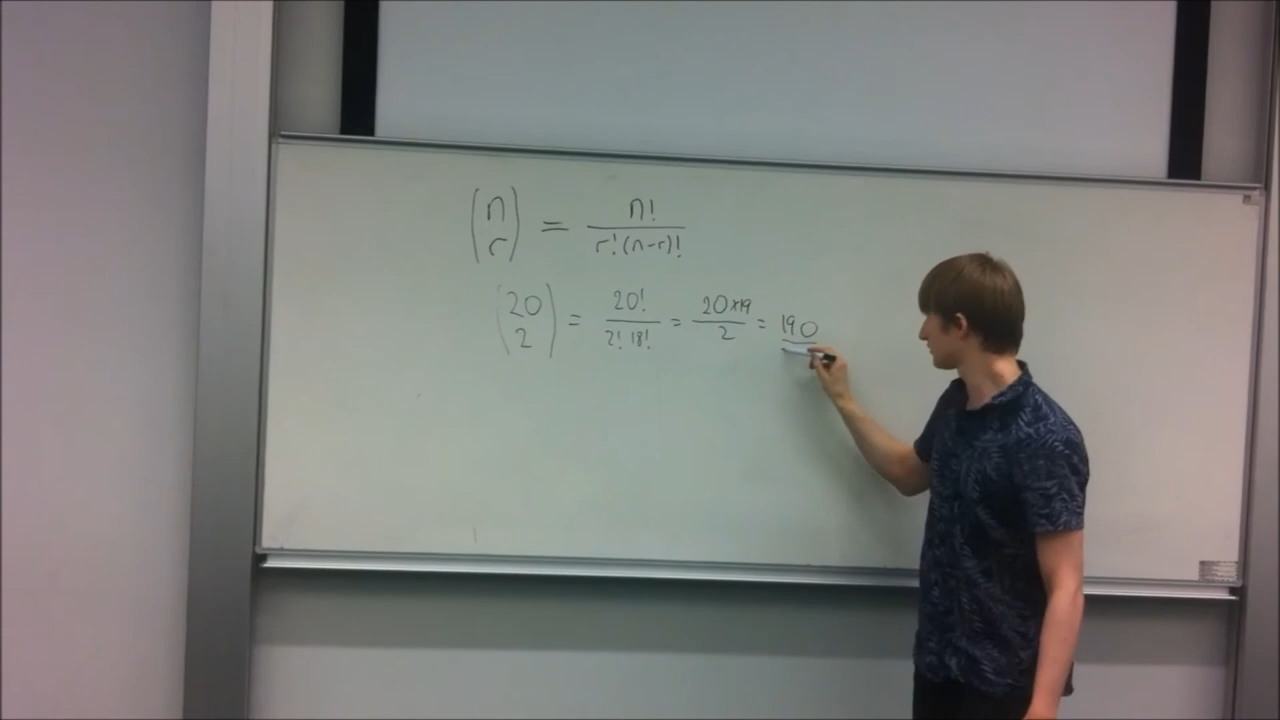 (n r) = n! / r!(n-r)!
(20 2) = 20! / 2! 18! = 20×19 / 2 = 190